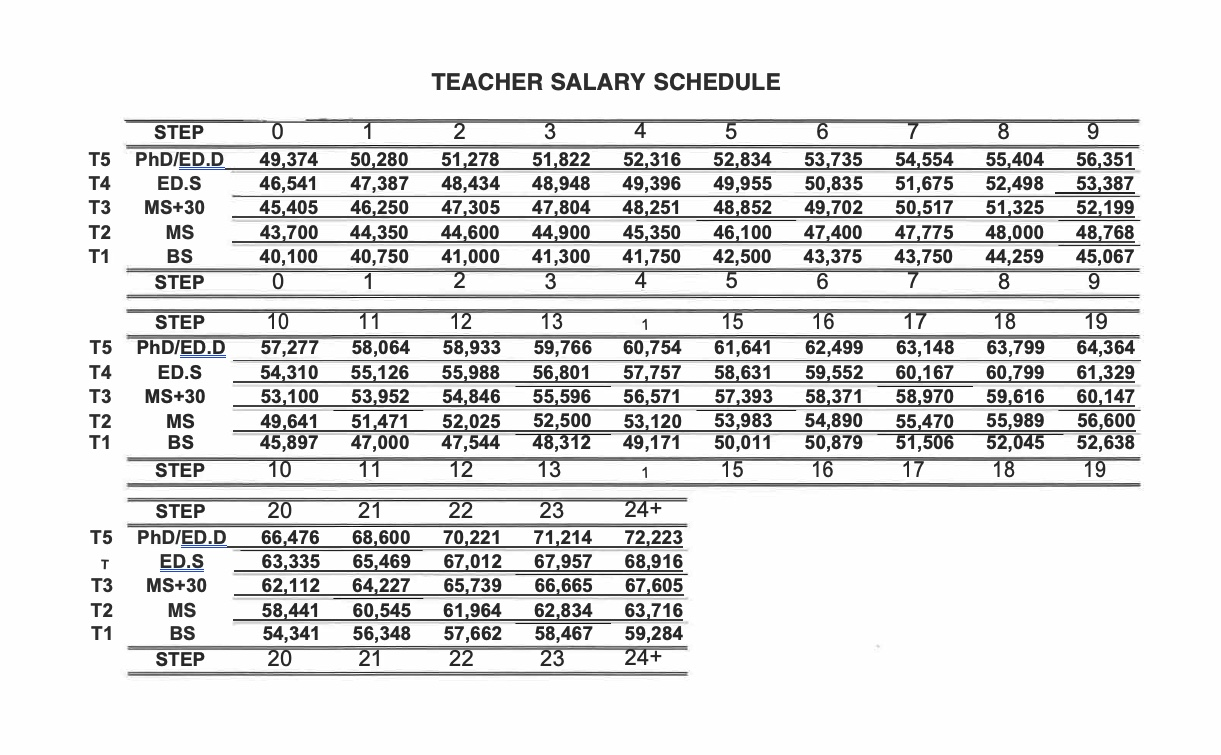 TEACHER SALARY SCHEDULE
STEP 0 1 2 3 4 5 6 7 8 9
T5 PhD/ED.D 49,374 50,280 51,278 51,822 52,316 52,834 53,735 54,554 55,404 56,351
T4 ED.S 46,541 47,387 48,434 48,948 49,396 49,955 50,835 51,675 52,498 53,387
T3 MS+30 45,405 46,250 47,305 47,804 48,251 48,852 49,702 50,517 51,325 52,199
T2 MS 43,700 44,350 44,600 44,900 45,350 46,100 47,400 47,775 48,000 48,768
T1 BS 40,100 40,750 41,000 41,300 41,750 42,500 43,375 43,750 44,259 45,067
STEP 0 1 2 3 4 5 6 7 8 9
STEP 10 11 12 13 1 15 16 17 18 19
T5 PhD/ED.D 57,277 58,064 58,933 59,766 60,754 61,641 62,499 63,148 63,799 64,364
T4 ED.S 54,310 55,126 55,988 56,801 57,757 58,631 59,552 60,167 60,799 61,329
T3 MS+30 53,100 53,952 54,846 55,596 56,571 57,393 58,371 58,970 59,616 60,147
T2 MS 49,641 51,471 52,025 52,500 53,120 53,983 54,890 55,470 55,989 56,600
T1 BS 45,897 47,000 47,544 48,312 49,171 50,011 50,879 51,506 52,045 52,638
STEP 10 11 12 13 1 15 16 17 18 19
STEP 20 21 22 23 24+
T5 PhD/ED.D 66,476 68,600 70,221 71,214 72,223
T ED.S 63,335 65,469 67,012 67,957 68,916
T3 MS+30 62,112 64,227 65,739 66,665 67,605
T2 MS 58,441 60,545 61,964 62,834 63,716
T1 BS 54,341 56,348 57,662 58,467 59,284
STEP 20 21 22 23 24+